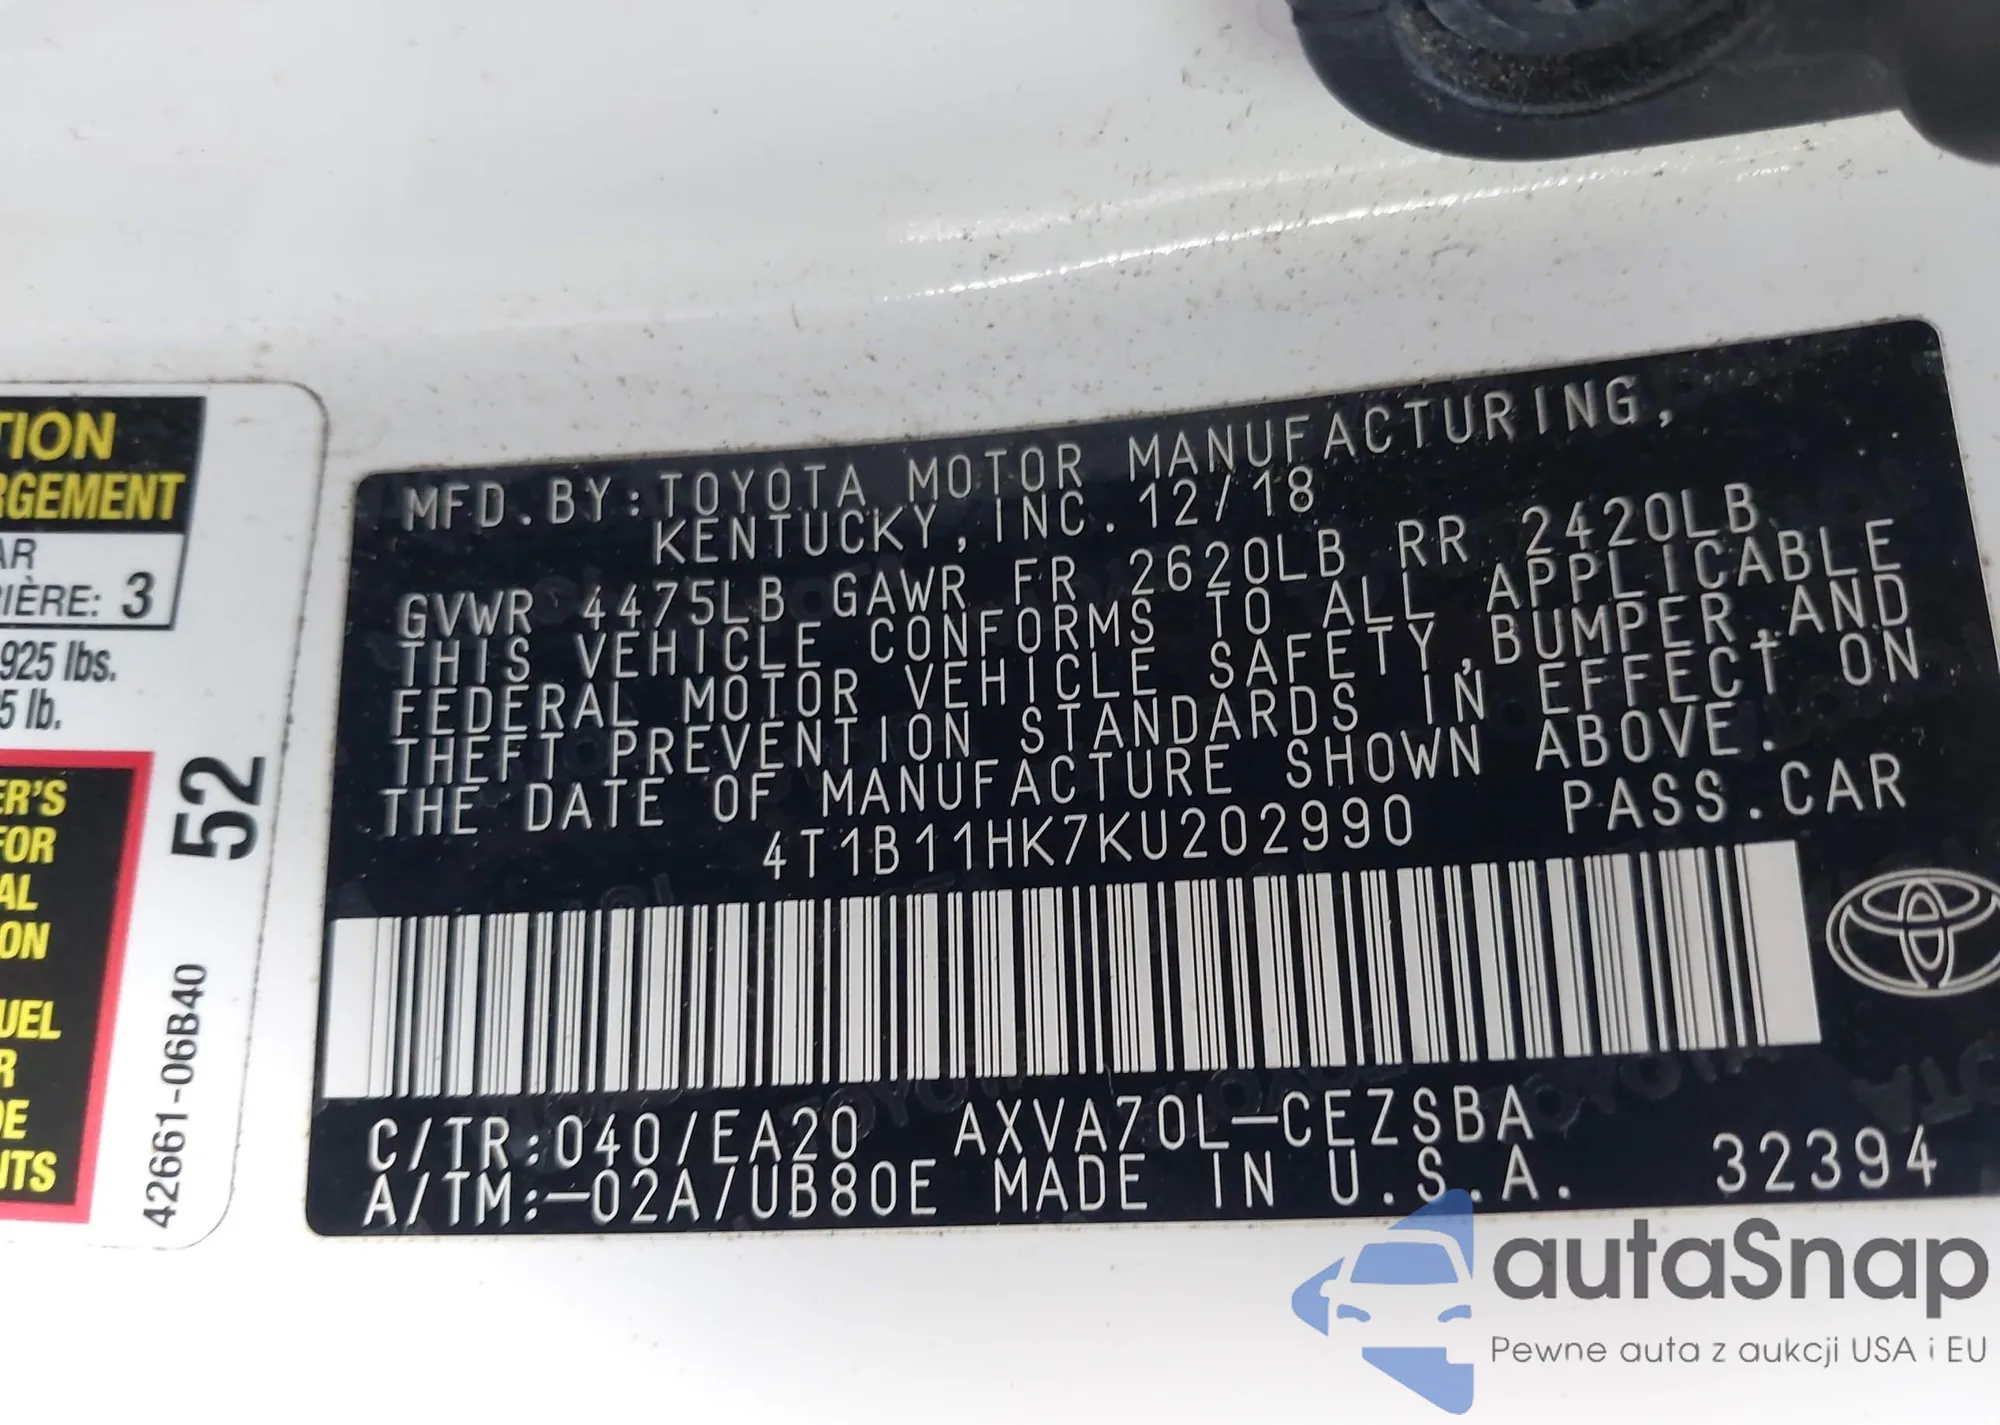 TION
RGEMENT
AR
IÈRE: 3
925 lbs.
5 lb.
52
ER'S
FOR
AL
ON
UEL
R
DE
ITS
42661-06B40
MFD.BY:TOYOTA MOTOR MANUFACTURING,
KENTUCKY,INC.12/18
GVWR 4475LB GAWR FR 2620LB RR 2420LB
THIS VEHICLE CONFORMS TO ALL APPLICABLE
FEDERAL MOTOR VEHICLE SAFETY,BUMPER,AND
THEFT PREVENTION STANDARDS IN EFFECT ON
THE DATE OF MANUFACTURE SHOWN ABOVE.
4T1B11HK7KU202990 PASS.CAR
C/TR:040/EA20 AXVA70L-CEZSBA
A/TM:-02A/UB80E MADE IN U.S.A. 32394
autaSnap
Pewne auta z aukcji USA i EU